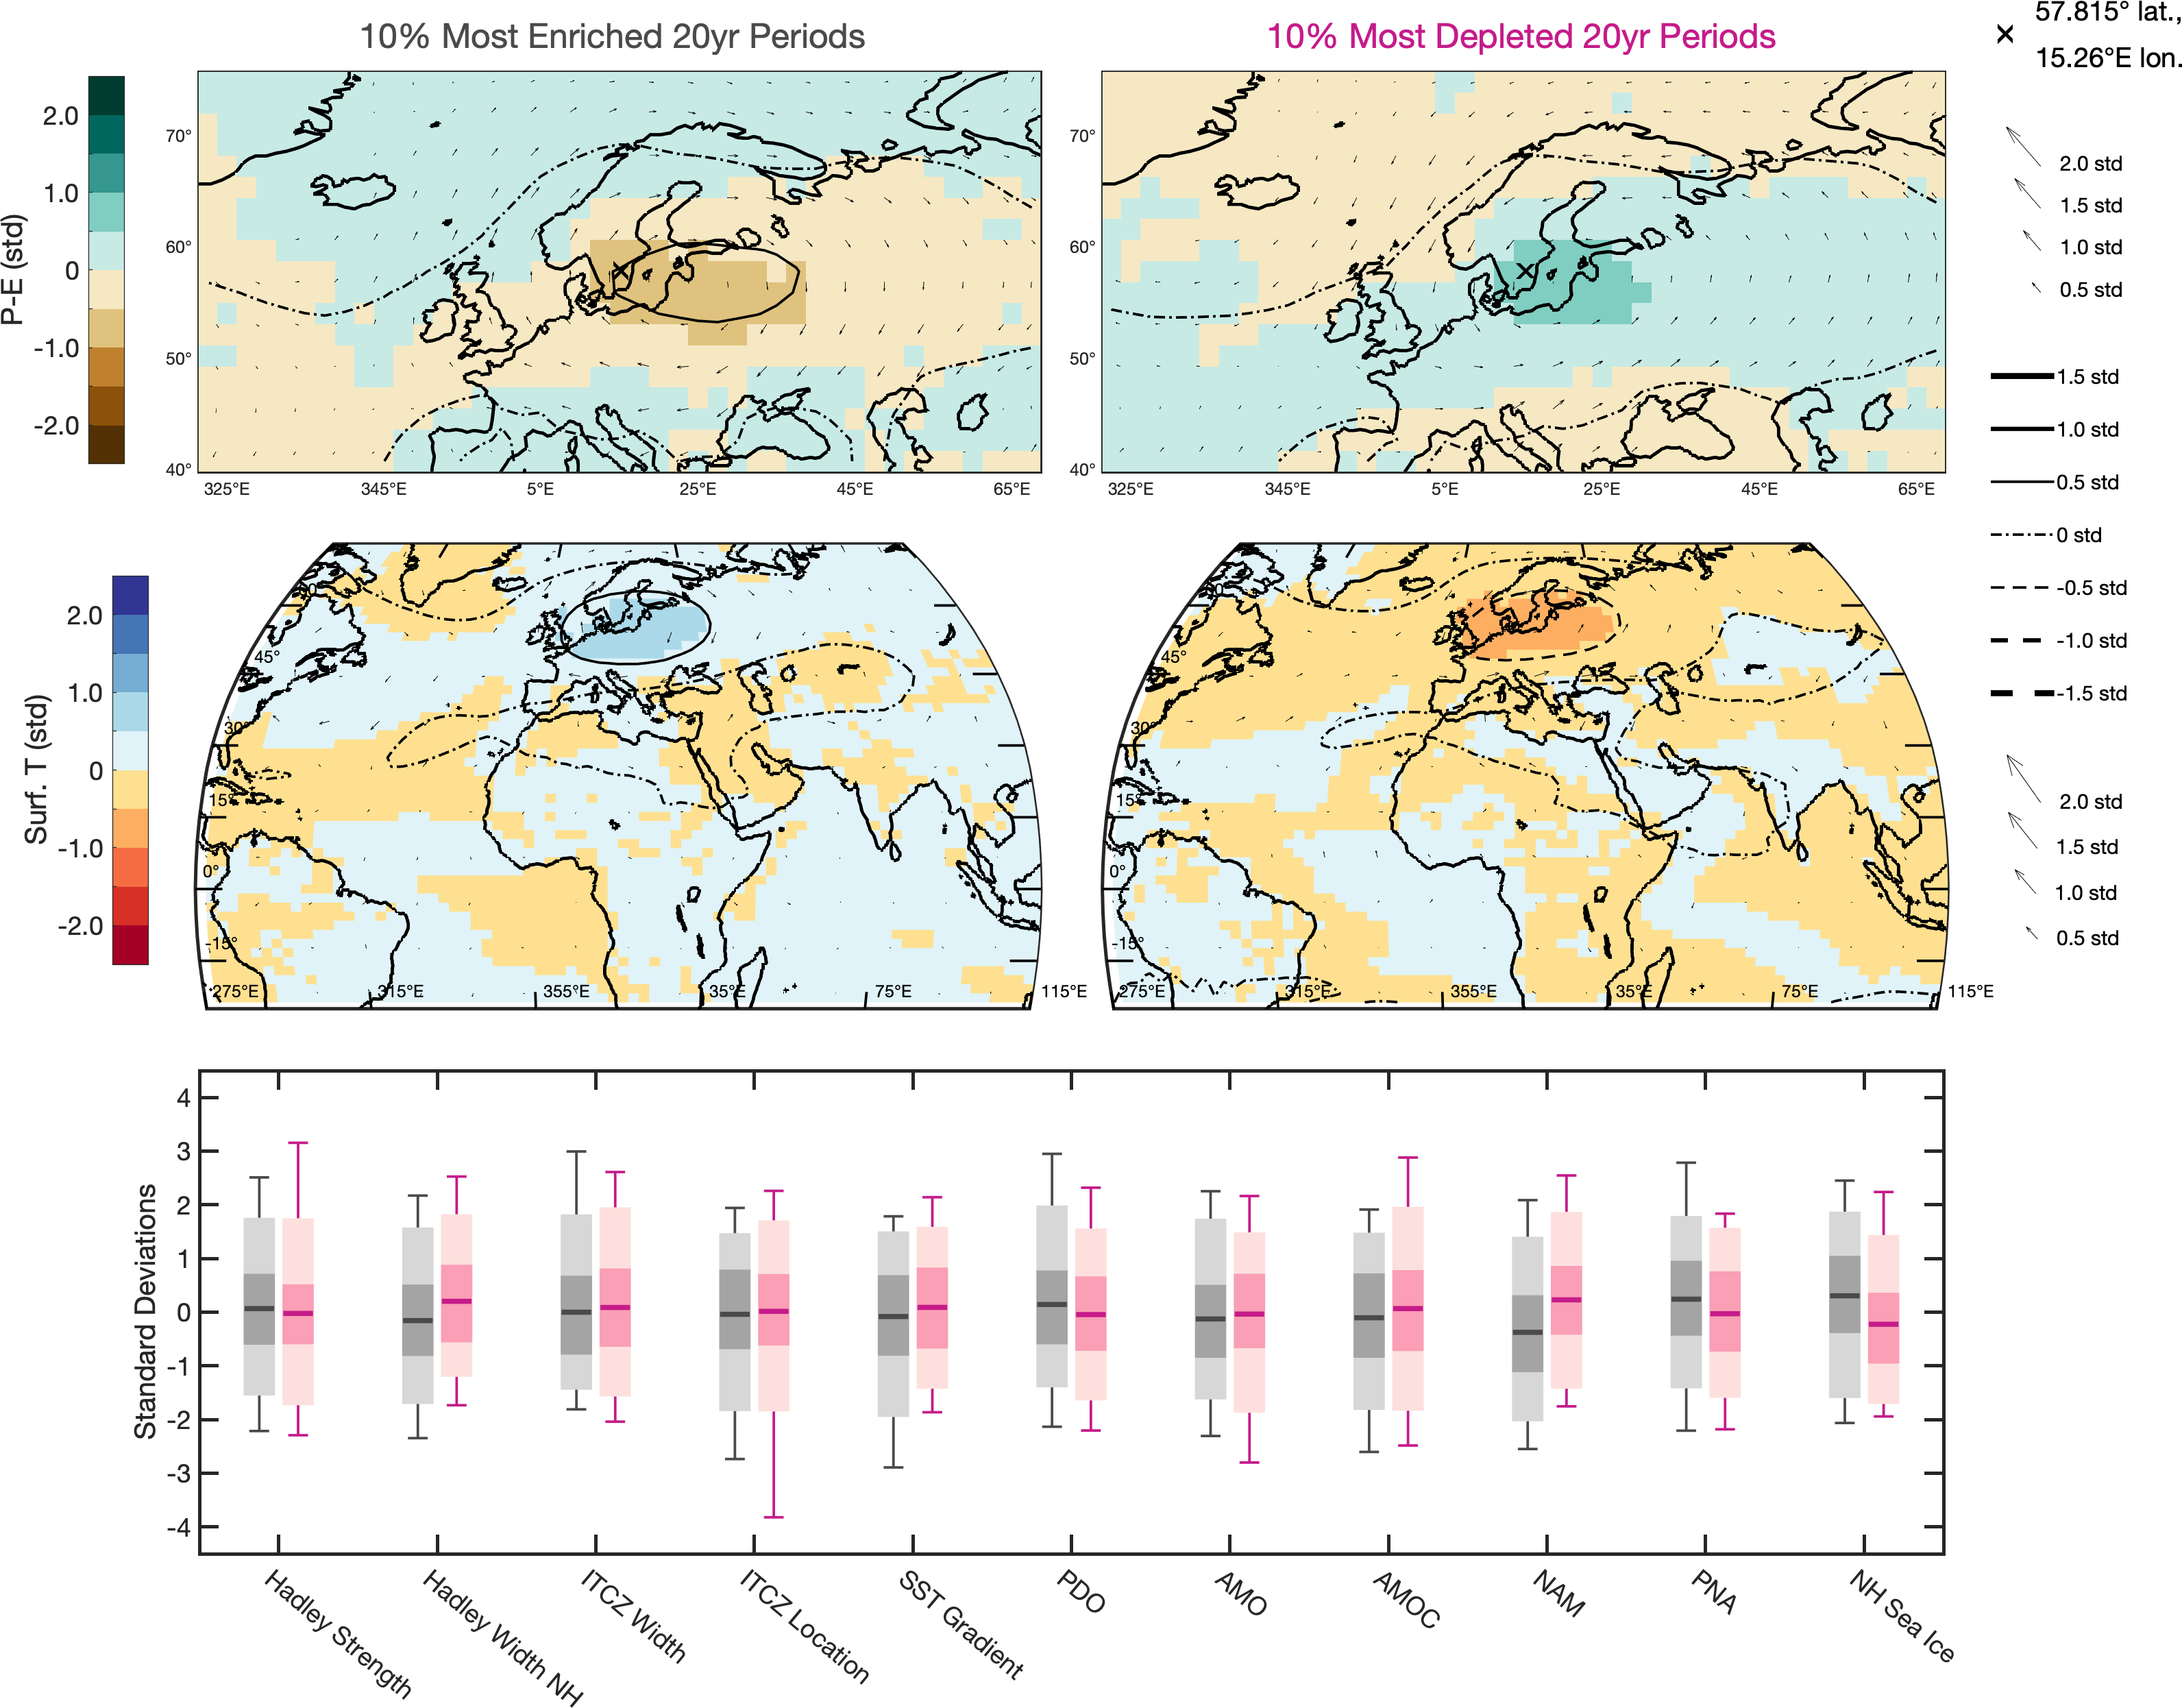 10% Most Enriched 20yr Periods
10% Most Depleted 20yr Periods
57.815° lat.,
15.26°E lon.
P-E (std)
2.0
1.0
0
-1.0
-2.0
70°
60°
50°
40°
325°E 345°E 5°E 25°E 45°E 65°E
70°
60°
50°
40°
325°E 345°E 5°E 25°E 45°E 65°E
2.0 std
1.5 std
1.0 std
0.5 std
1.5 std
1.0 std
0.5 std
0 std
-0.5 std
-1.0 std
-1.5 std
Surf. T (std)
2.0
1.0
0
-1.0
-2.0
45°
30°
15°
0°
-15°
275°E 315°E 355°E 35°E 75°E 115°E
45°
30°
15°
0°
-15°
275°E 315°E 355°E 35°E 75°E 115°E
2.0 std
1.5 std
1.0 std
0.5 std
Standard Deviations
4
3
2
1
0
-1
-2
-3
-4
Hadley Strength
Hadley Width NH
ITCZ Width
ITCZ Location
SST Gradient
PDO
AMO
AMOC
NAM
PNA
NH Sea Ice